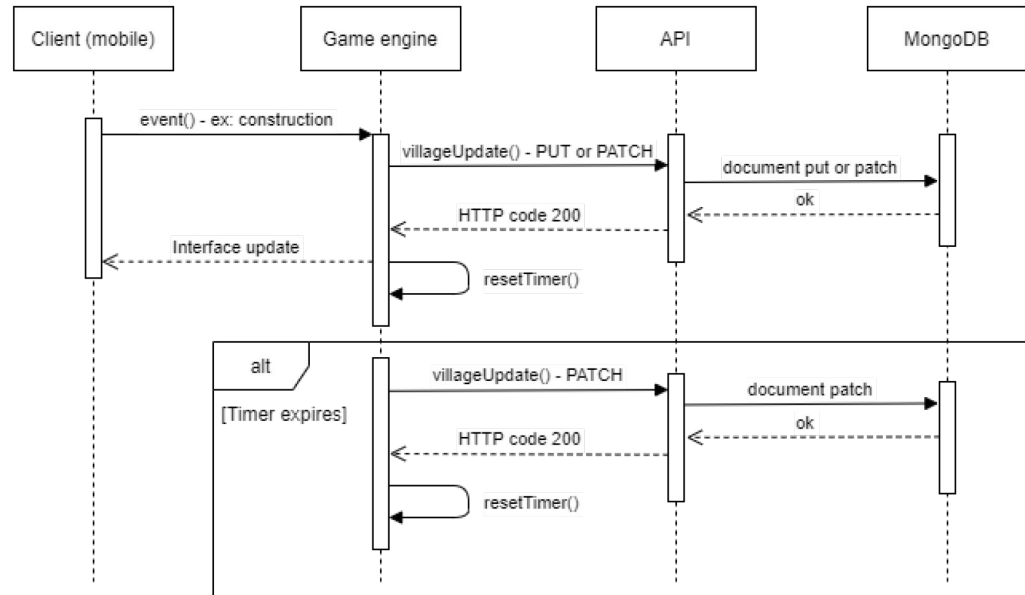 Client (mobile)
Game engine
API
MongoDB
event() - ex: construction
villageUpdate() - PUT or PATCH
document put or patch
ok
HTTP code 200
Interface update
resetTimer()
alt
villageUpdate() - PATCH
document patch
[Timer expires]
ok
HTTP code 200
resetTimer()